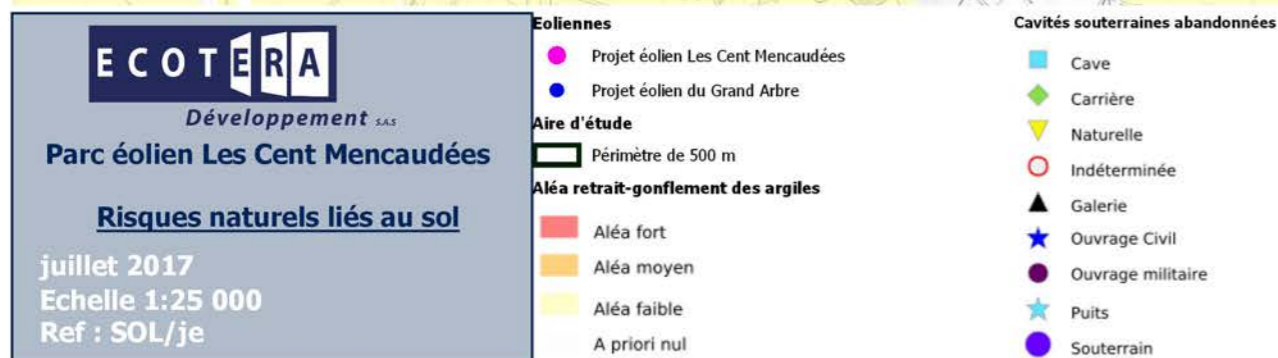 ECOTERA
Développement S.A.S
Parc éolien Les Cent Mencaudées
Risques naturels liés au sol
juillet 2017
Echelle 1:25 000
Ref : SOL/je
Eoliennes
Projet éolien Les Cent Mencaudées
Projet éolien du Grand Arbre
Aire d'étude
Périmètre de 500 m
Aléa retrait-gonflement des argiles
Aléa fort
Aléa moyen
Aléa faible
A priori nul
Cavités souterraines abandonnées
Cave
Carrière
Naturelle
Indéterminée
Galerie
Ouvrage Civil
Ouvrage militaire
Puits
Souterrain